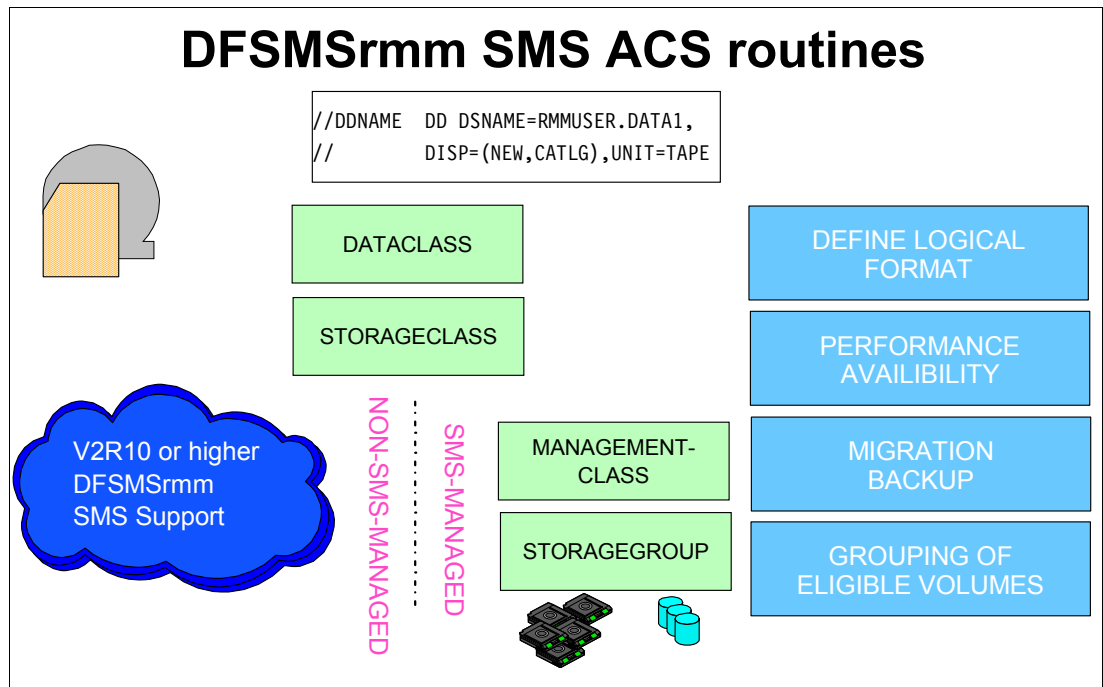 DFSMSrmm SMS ACS routines
//DDNAME DD DSNAME=RMMUSER.DATA1,
// DISP=(NEW,CATLG),UNIT=TAPE
DATACLASS
DEFINE LOGICAL
FORMAT
STORAGECLASS
PERFORMANCE
AVAILIBILITY
V2R10 or higher
DFSMSrmm
SMS Support
NON-SMS-MANAGED
SMS-MANAGED
MANAGEMENT-
CLASS
MIGRATION
BACKUP
STORAGEGROUP
GROUPING OF
ELIGIBLE VOLUMES